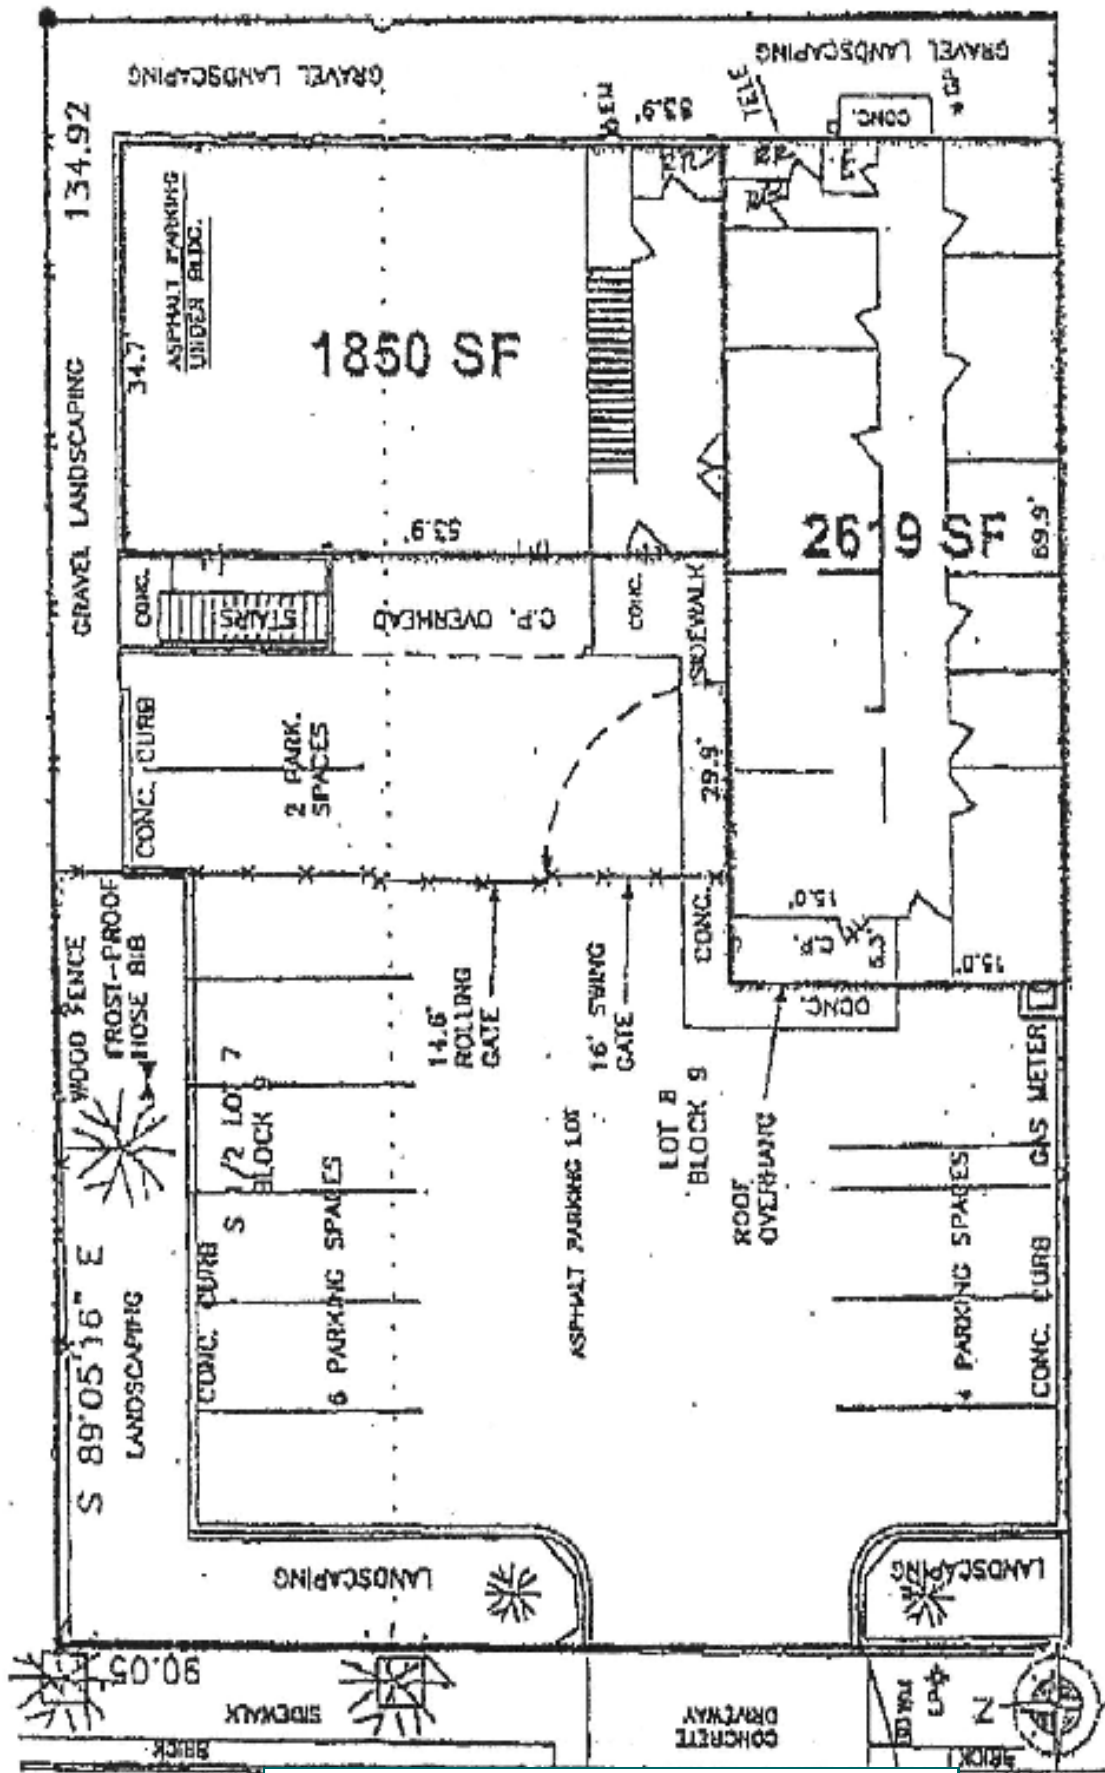 GRAVEL LANDSCAPING
GRAVEL LANDSCAPING
TELE
CONC.
134.92
53.9'
ASPHALT PARKING
UNDER BLDG.
34.7'
1850 SF
GRAVEL LANDSCAPING
53.9'
2619 SF
69.9'
CONC.
STAIRS
C.P. OVERHEAD
CONC.
SIDEWALK
CONC. CURB
2 PARK.
SPACES
29.9'
WOOD FENCE
FROST-PROOF
HOSE BIB
CONC.
15.0'
C.P.
15.0'
CONC.
14.6'
ROLLING
GATE
16' SWING
GATE
S 1/2 LOT 7
BLOCK 9
LOT 8
BLOCK 9
GAS METER
ROOF
OVERHANG
ASPHALT PARKING LOT
6 PARKING SPACES
4 PARKING SPACES
CONC. CURB
CONC. CURB
S 89°05'16" E
LANDSCAPING
LANDSCAPING
LANDSCAPING
90.05
SIDEWALK
CONCRETE
DRIVEWAY
EP
N
BRICK
BRICK